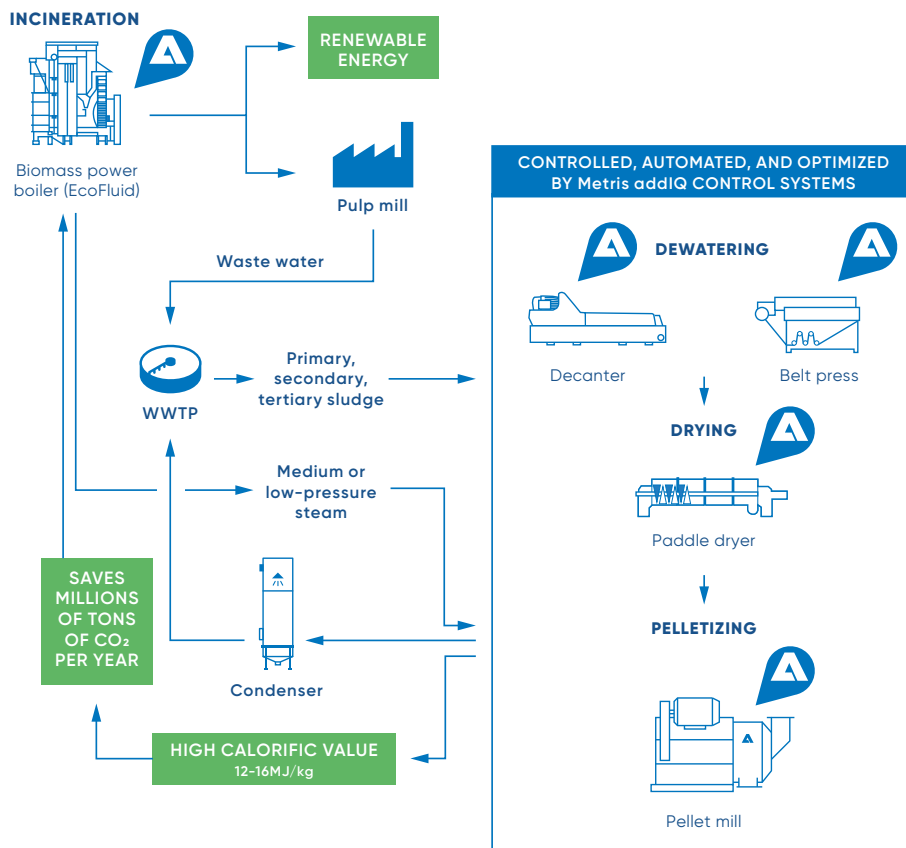 INCINERATION
Biomass power
boiler (EcoFluid)
RENEWABLE
ENERGY
Pulp mill
Waste water
WWTP
Primary,
secondary,
tertiary sludge
Medium or
low-pressure
steam
SAVES
MILLIONS
OF TONS
OF CO₂
PER YEAR
Condenser
HIGH CALORIFIC VALUE
12-16MJ/kg
CONTROLLED, AUTOMATED, AND OPTIMIZED
BY Metris addIQ CONTROL SYSTEMS
DEWATERING
Decanter
Belt press
DRYING
Paddle dryer
PELLETIZING
Pellet mill